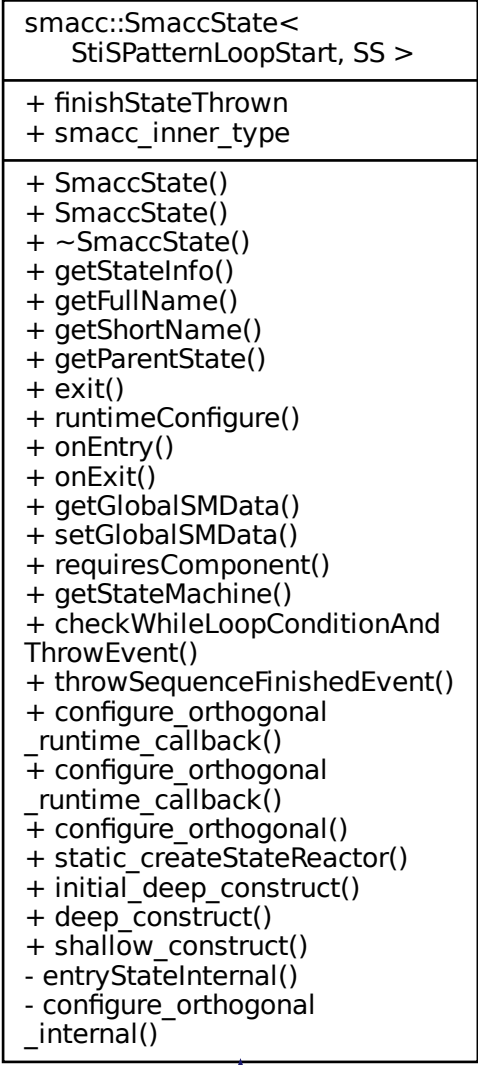 smacc::SmaccState<
StiSPatternLoopStart, SS >
+ finishStateThrown
+ smacc_inner_type
+ SmaccState()
+ SmaccState()
+ ~SmaccState()
+ getStateInfo()
+ getFullName()
+ getShortName()
+ getParentState()
+ exit()
+ runtimeConfigure()
+ onEntry()
+ onExit()
+ getGlobalSMData()
+ setGlobalSMData()
+ requiresComponent()
+ getStateMachine()
+ checkWhileLoopConditionAnd
ThrowEvent()
+ throwSequenceFinishedEvent()
+ configure_orthogonal
_runtime_callback()
+ configure_orthogonal
_runtime_callback()
+ configure_orthogonal()
+ static_createStateReactor()
+ initial_deep_construct()
+ deep_construct()
+ shallow_construct()
- entryStateInternal()
- configure_orthogonal
_internal()